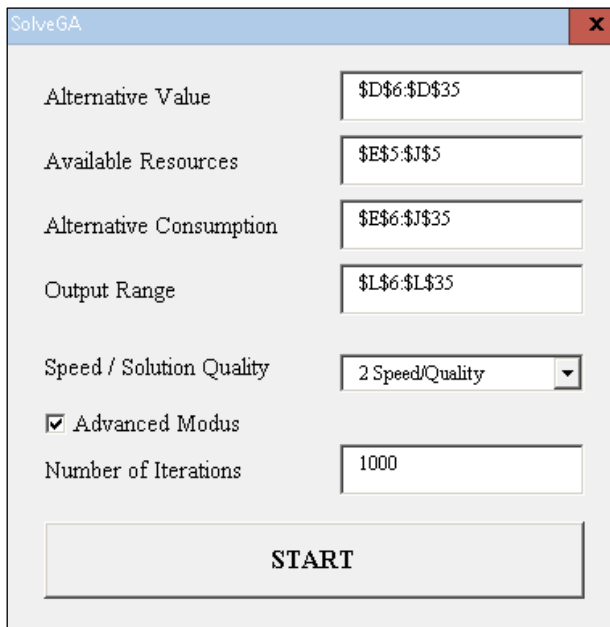 SolveGA
x
Alternative Value $D$6:$D$35
Available Resources $E$5:$J$5
Alternative Consumption $E$6:$J$35
Output Range $L$6:$L$35
Speed / Solution Quality 2 Speed/Quality
Advanced Modus
Number of Iterations 1000
START